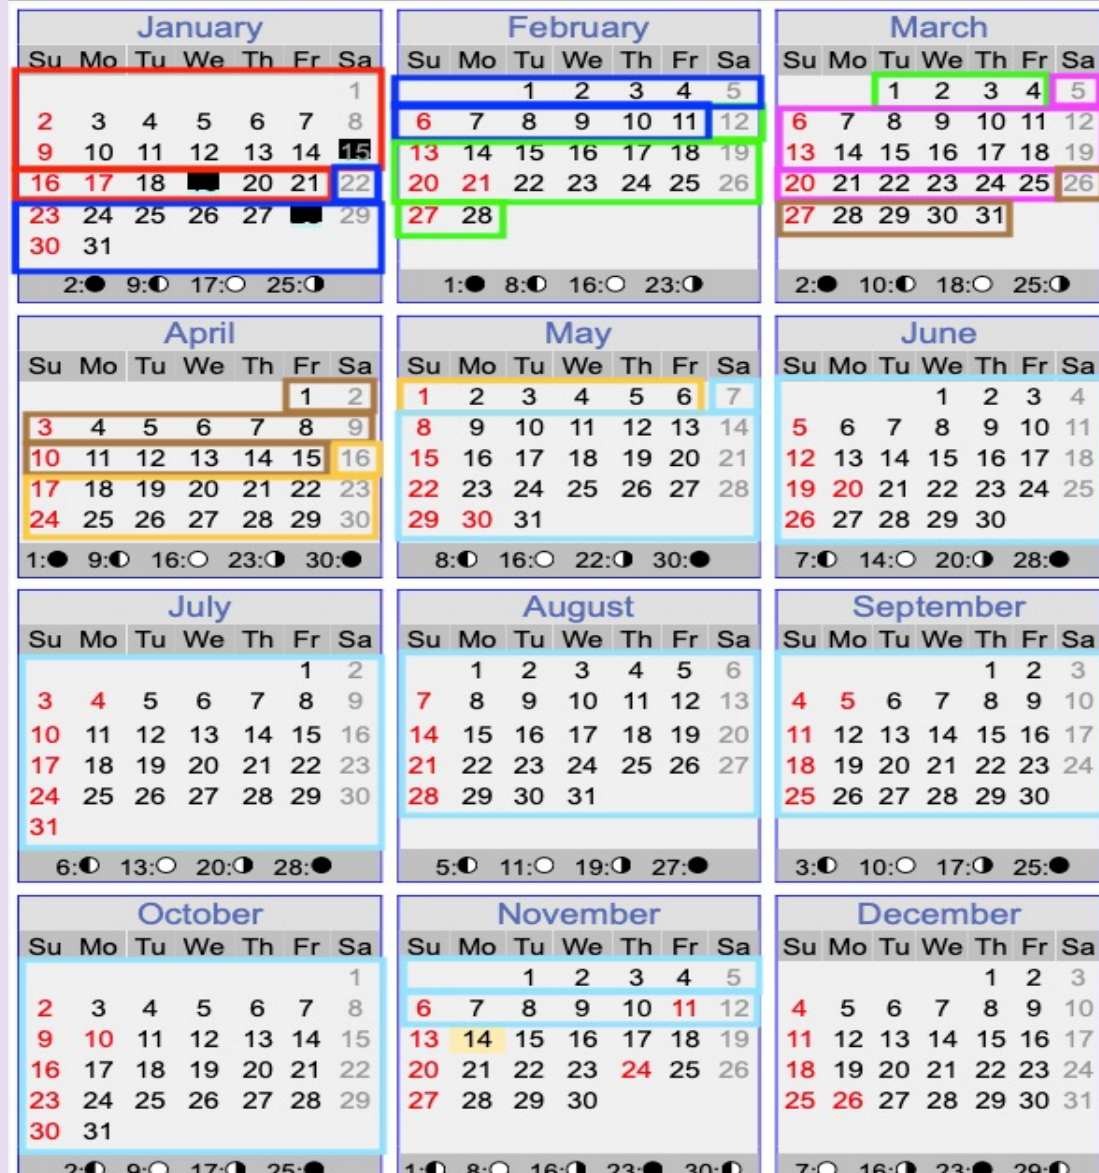 January
Su Mo Tu We Th Fr Sa
1
2 3 4 5 6 7 8
9 10 11 12 13 14 15
16 17 18 20 21 22
23 24 25 26 27 29
30 31
2:● 9:◐ 17:○ 25:◑
February
Su Mo Tu We Th Fr Sa
1 2 3 4 5
6 7 8 9 10 11 12
13 14 15 16 17 18 19
20 21 22 23 24 25 26
27 28
1:● 8:◐ 16:○ 23:◑
March
Su Mo Tu We Th Fr Sa
1 2 3 4 5
6 7 8 9 10 11 12
13 14 15 16 17 18 19
20 21 22 23 24 25 26
27 28 29 30 31
2:● 10:◐ 18:○ 25:◑
April
Su Mo Tu We Th Fr Sa
1 2
3 4 5 6 7 8 9
10 11 12 13 14 15 16
17 18 19 20 21 22 23
24 25 26 27 28 29 30
1:● 9:◐ 16:○ 23:◑ 30:●
May
Su Mo Tu We Th Fr Sa
1 2 3 4 5 6 7
8 9 10 11 12 13 14
15 16 17 18 19 20 21
22 23 24 25 26 27 28
29 30 31
8:◐ 16:○ 22:◑ 30:●
June
Su Mo Tu We Th Fr Sa
1 2 3 4
5 6 7 8 9 10 11
12 13 14 15 16 17 18
19 20 21 22 23 24 25
26 27 28 29 30
7:◐ 14:○ 20:◑ 28:●
July
Su Mo Tu We Th Fr Sa
1 2
3 4 5 6 7 8 9
10 11 12 13 14 15 16
17 18 19 20 21 22 23
24 25 26 27 28 29 30
31
6:◐ 13:○ 20:◑ 28:●
August
Su Mo Tu We Th Fr Sa
1 2 3 4 5 6
7 8 9 10 11 12 13
14 15 16 17 18 19 20
21 22 23 24 25 26 27
28 29 30 31
5:◐ 11:○ 19:◑ 27:●
September
Su Mo Tu We Th Fr Sa
1 2 3
4 5 6 7 8 9 10
11 12 13 14 15 16 17
18 19 20 21 22 23 24
25 26 27 28 29 30
3:◐ 10:○ 17:◑ 25:●
October
Su Mo Tu We Th Fr Sa
1
2 3 4 5 6 7 8
9 10 11 12 13 14 15
16 17 18 19 20 21 22
23 24 25 26 27 28 29
30 31
2:◐ 9:○ 17:◑ 25:●
November
Su Mo Tu We Th Fr Sa
1 2 3 4 5
6 7 8 9 10 11 12
13 14 15 16 17 18 19
20 21 22 23 24 25 26
27 28 29 30
1:◐ 8:○ 16:◑ 23:● 30:◐
December
Su Mo Tu We Th Fr Sa
1 2 3
4 5 6 7 8 9 10
11 12 13 14 15 16 17
18 19 20 21 22 23 24
25 26 27 28 29 30 31
7:○ 16:◑ 23:● 29:◐